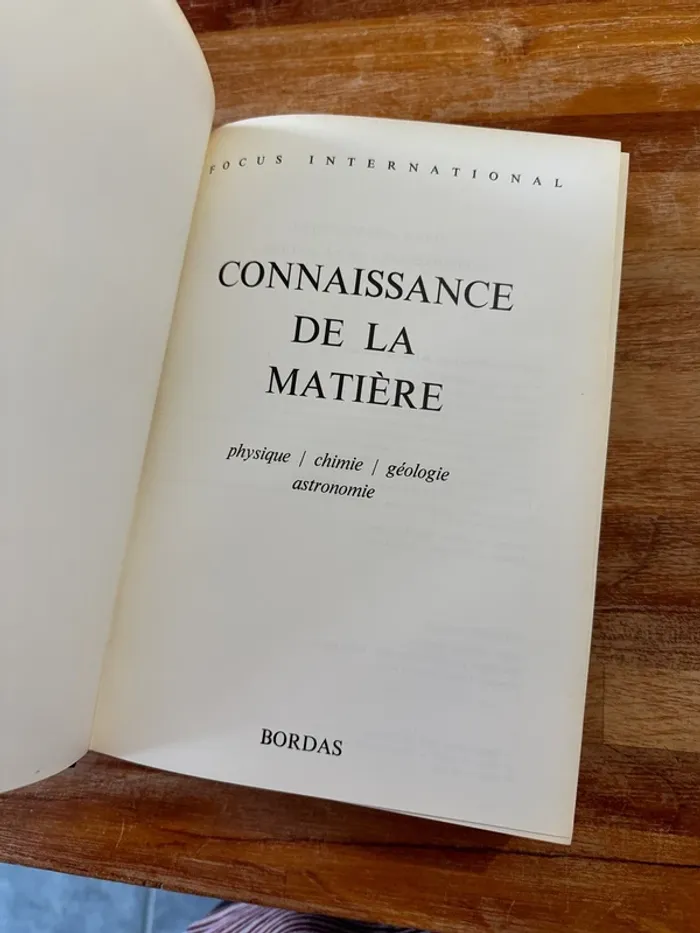 FOCUS INTERNATIONAL
CONNAISSANCE
DE LA
MATIÈRE
physique / chimie / géologie
astronomie
BORDAS